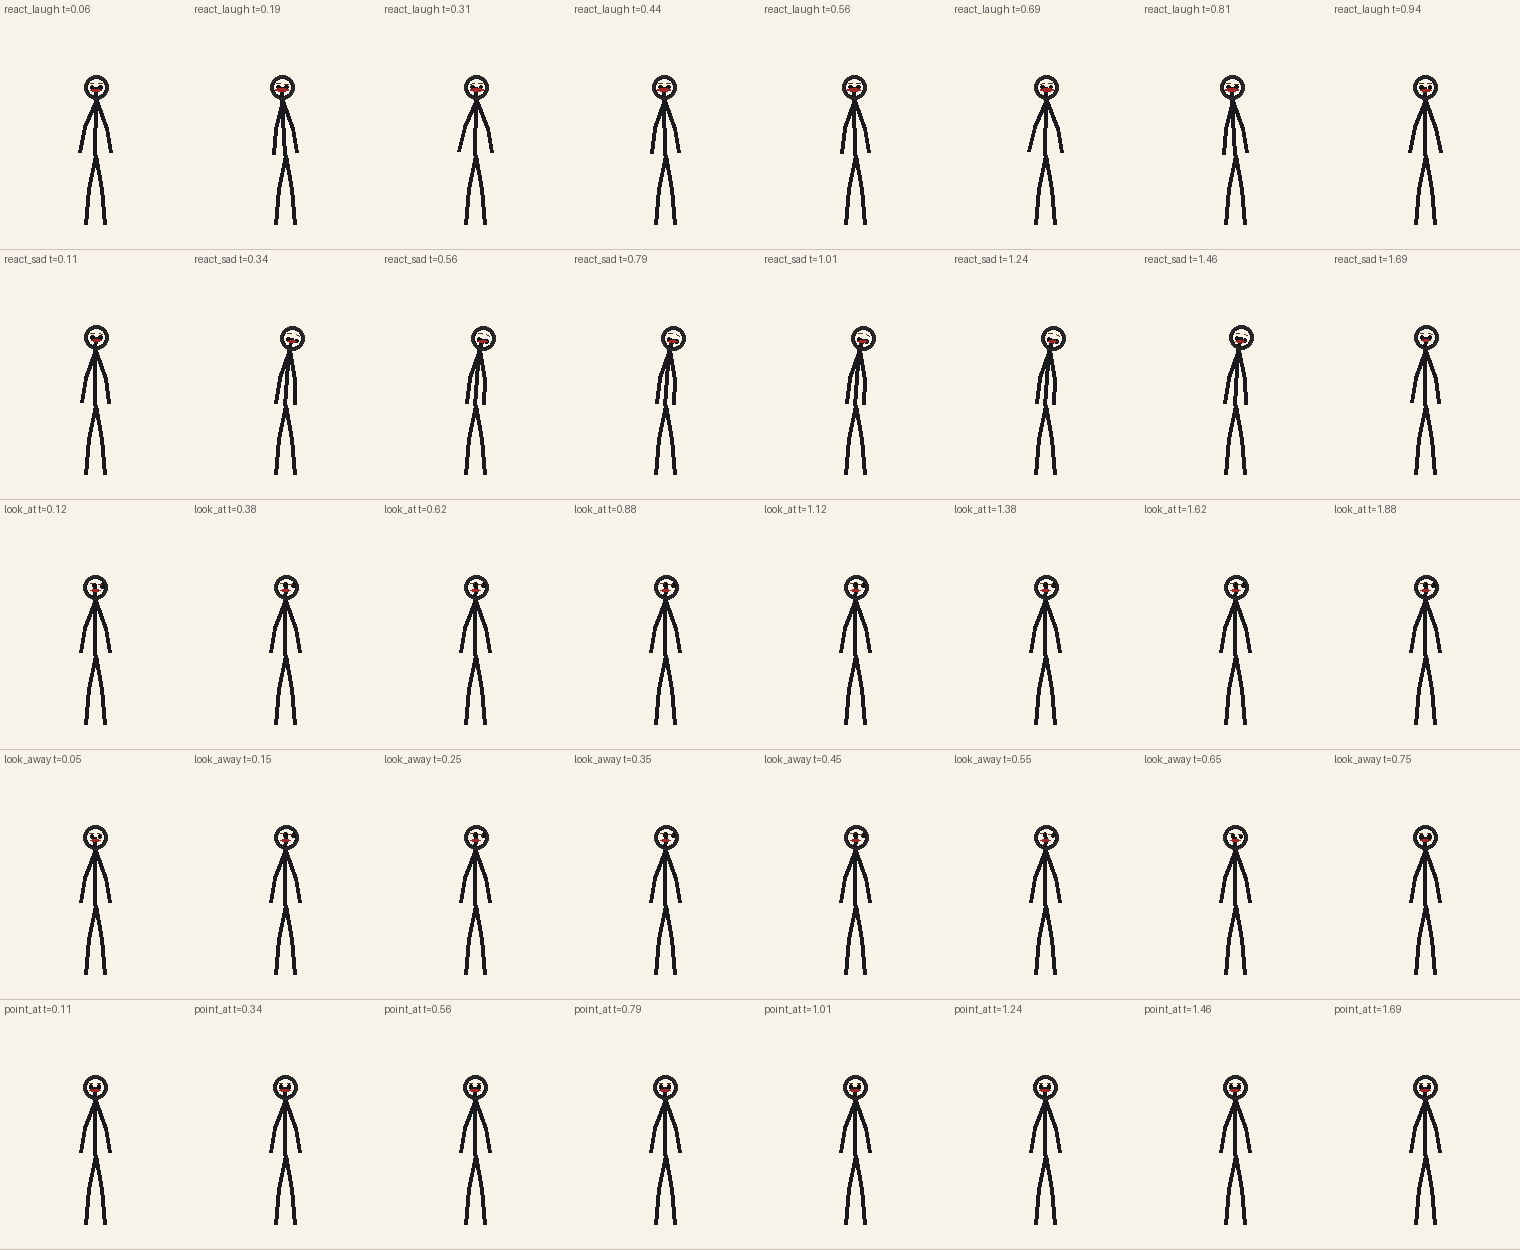 react_laugh t=0.06 react_laugh t=0.19 react_laugh t=0.31 react_laugh t=0.44 react_laugh t=0.56 react_laugh t=0.69 react_laugh t=0.81 react_laugh t=0.94
react_sad t=0.11 react_sad t=0.34 react_sad t=0.56 react_sad t=0.79 react_sad t=1.01 react_sad t=1.24 react_sad t=1.46 react_sad t=1.69
look_at t=0.12 look_at t=0.38 look_at t=0.62 look_at t=0.88 look_at t=1.12 look_at t=1.38 look_at t=1.62 look_at t=1.88
look_away t=0.05 look_away t=0.15 look_away t=0.25 look_away t=0.35 look_away t=0.45 look_away t=0.55 look_away t=0.65 look_away t=0.75
point_at t=0.11 point_at t=0.34 point_at t=0.56 point_at t=0.79 point_at t=1.01 point_at t=1.24 point_at t=1.46 point_at t=1.69